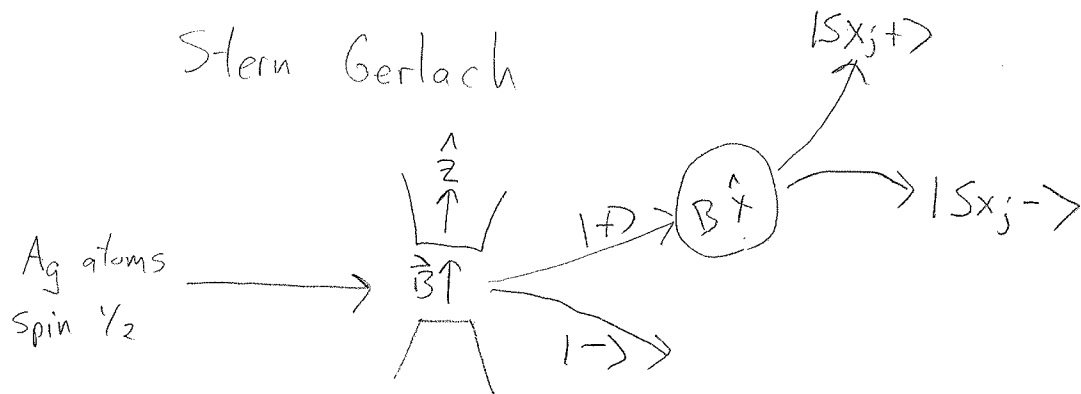 Stern Gerlach
|Sx;+>
ẑ
|+>
B x̂
|Sx;->
Ag atoms
spin 1/2
B⃗
|->